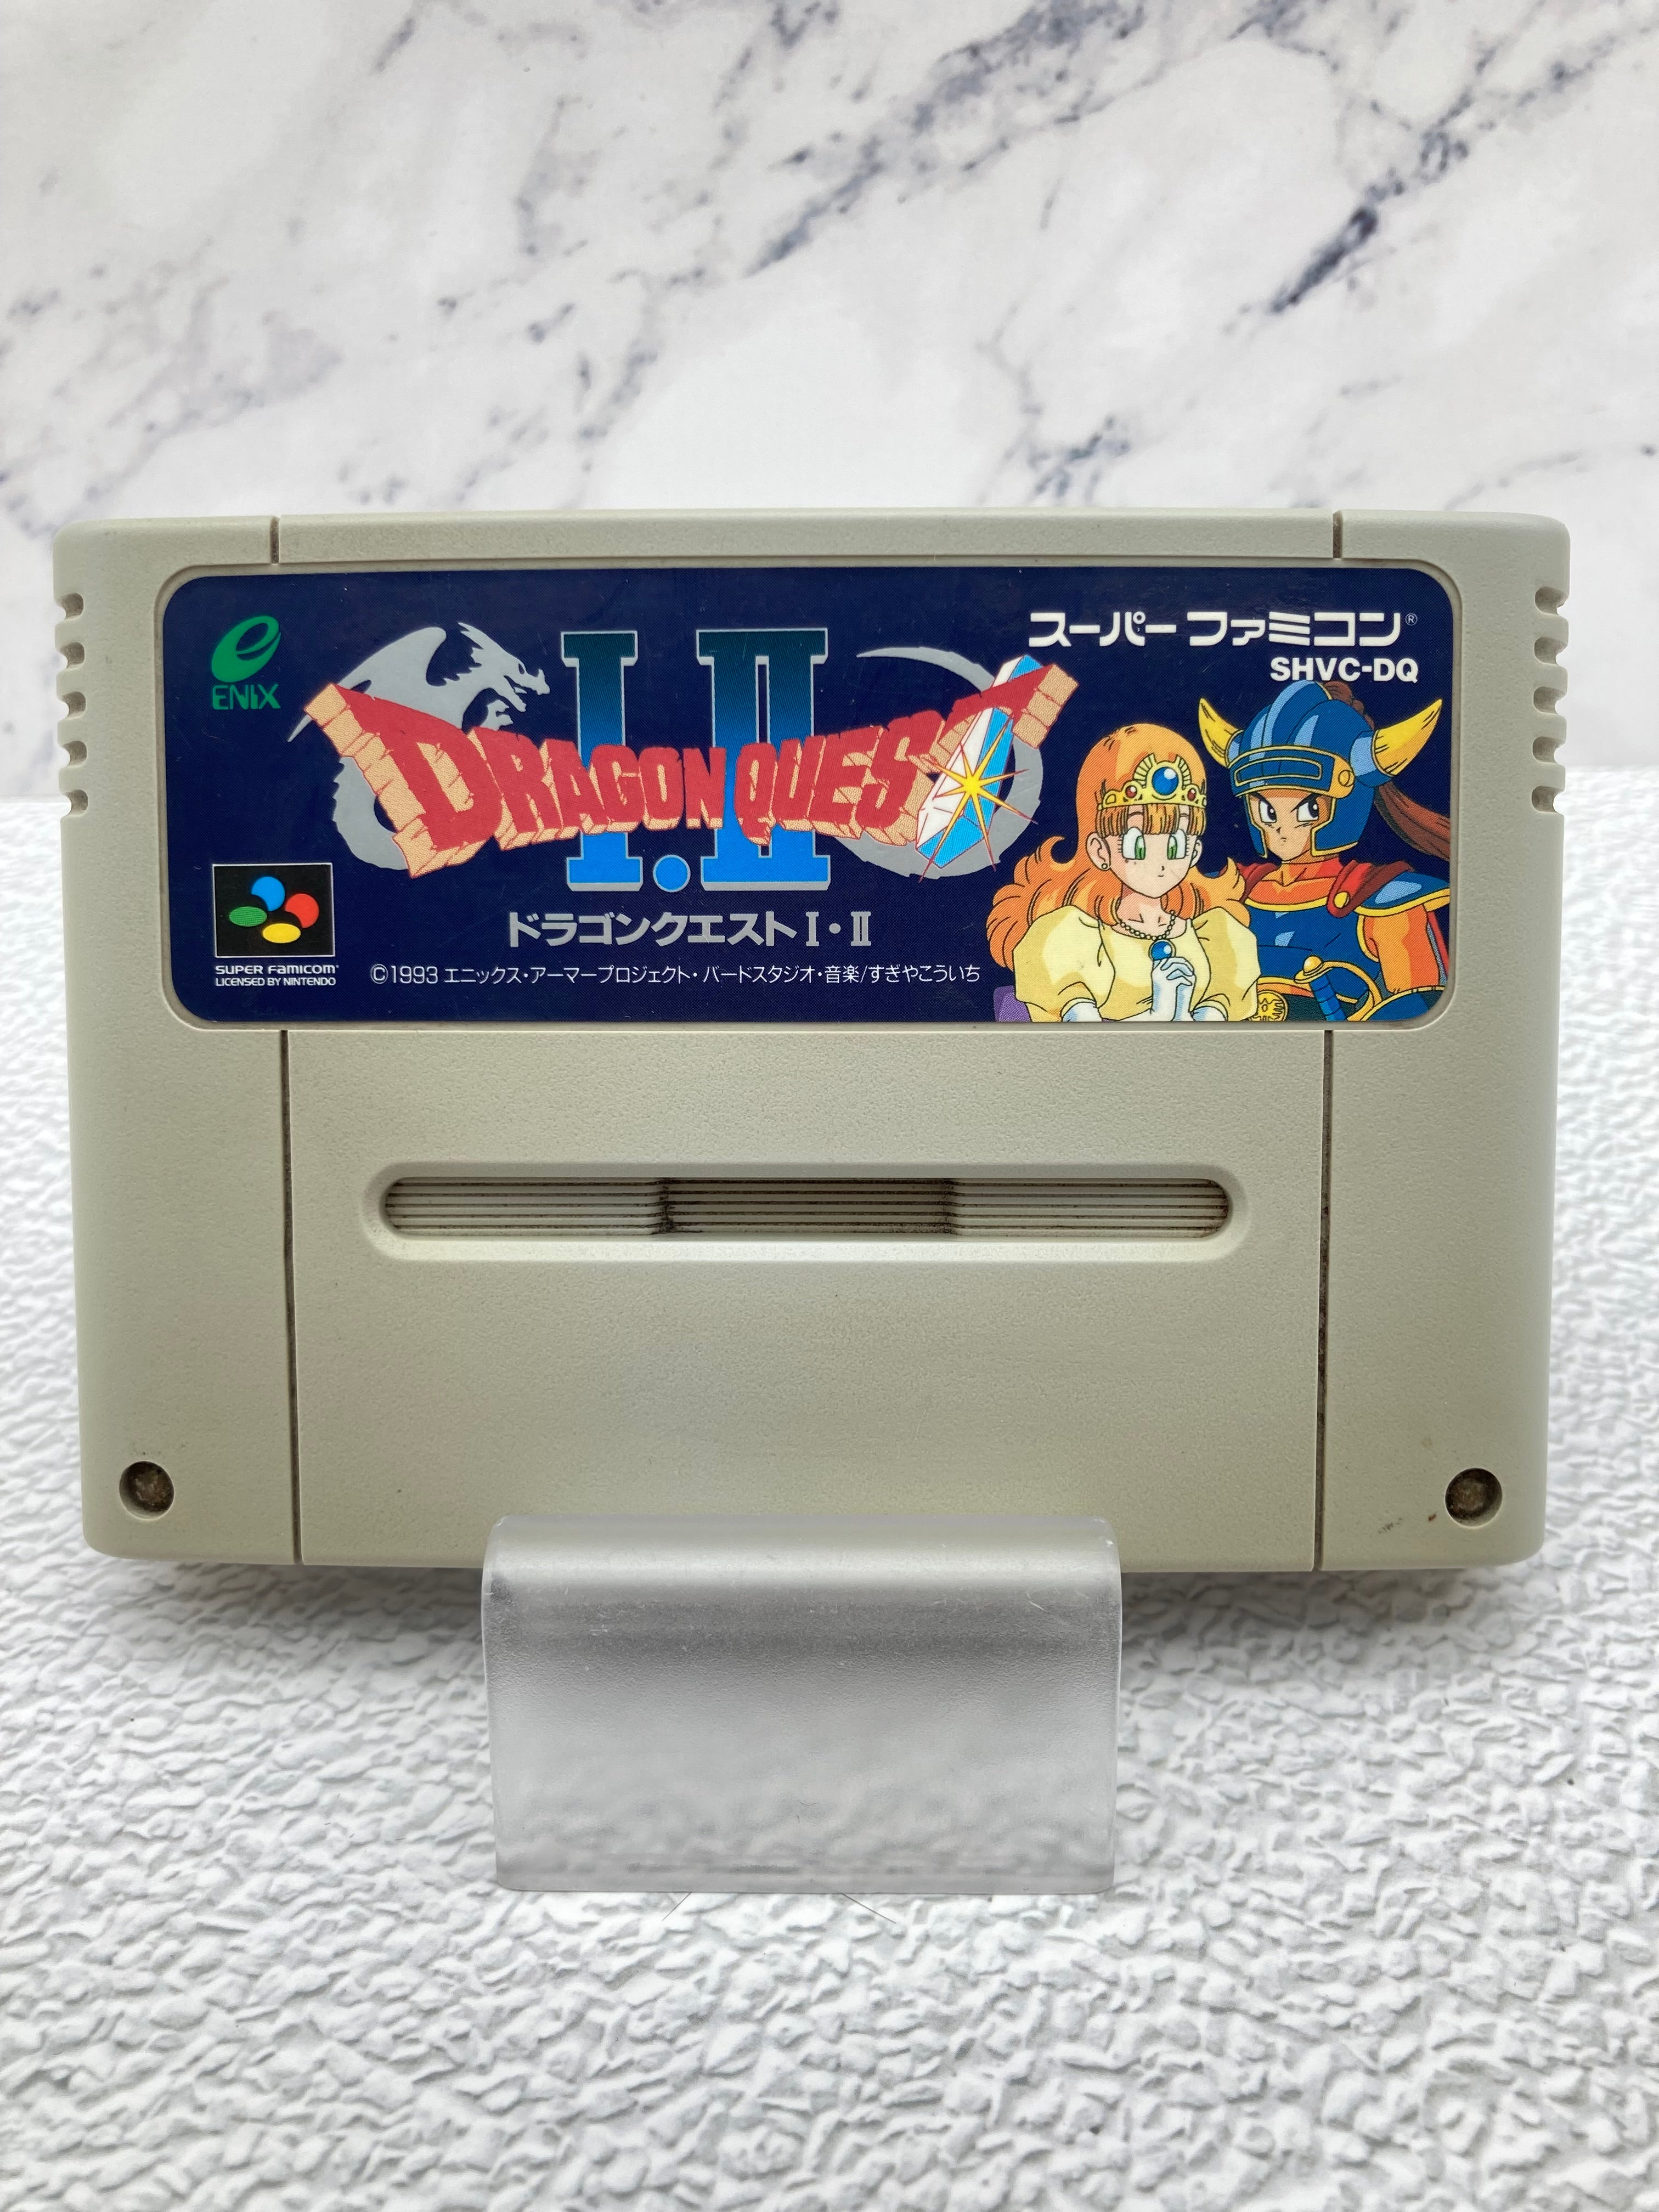 ENIX
I・II
DRAGON QUEST
スーパーファミコン®
SHVC-DQ
ドラゴンクエストI・II
SUPER FAMICOM
LICENSED BY NINTENDO
©1993 エニックス・アーマープロジェクト・バードスタジオ・音楽/すぎやこういち